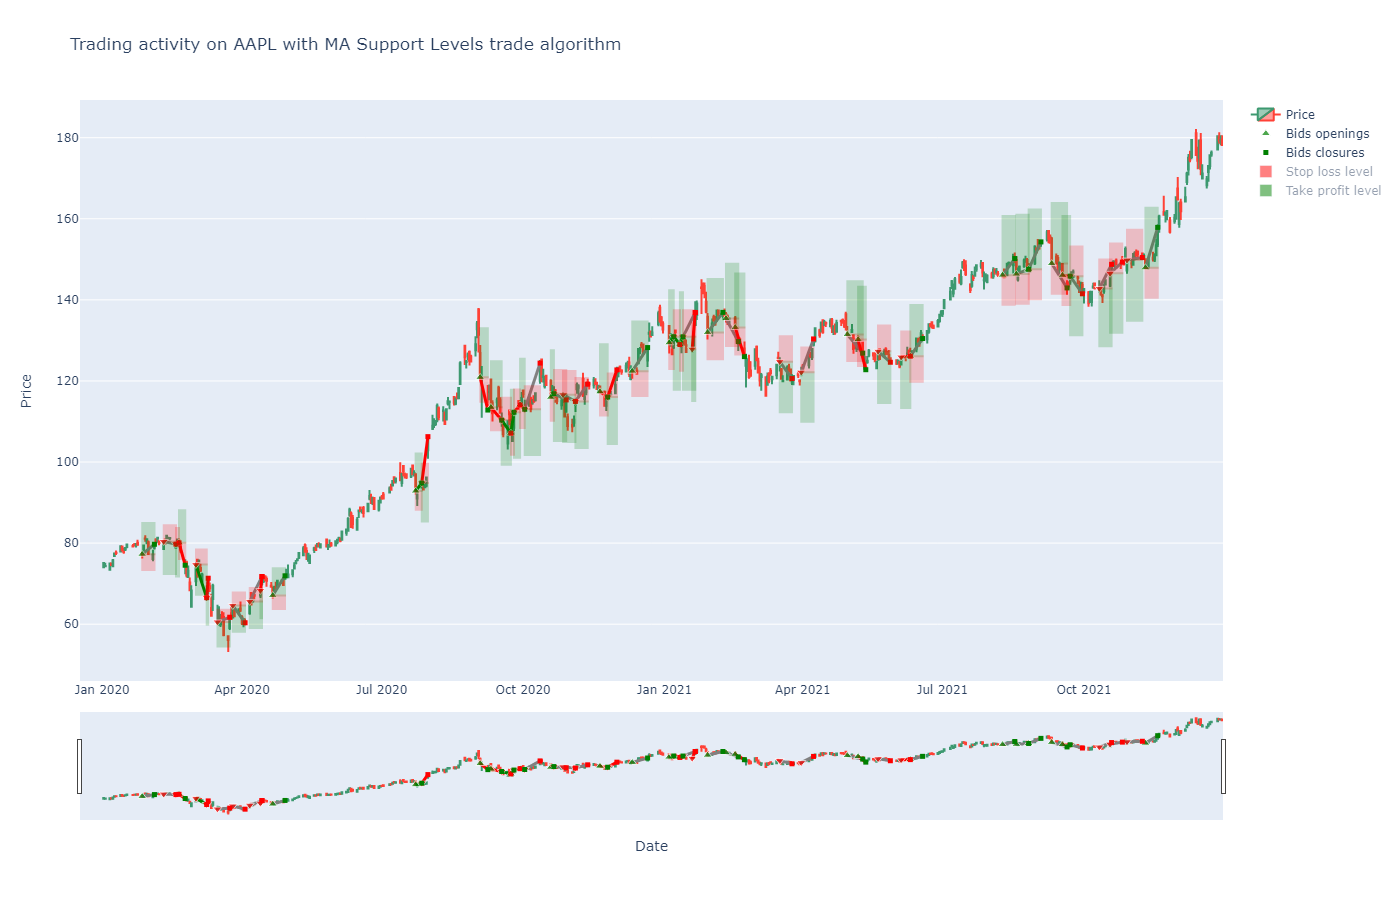 Trading activity on AAPL with MA Support Levels trade algorithm
Price
Bids openings
Bids closures
Stop loss level
Take profit level
Price
180
160
140
120
100
80
60
Jan 2020
Apr 2020
Jul 2020
Oct 2020
Jan 2021
Apr 2021
Jul 2021
Oct 2021
Date